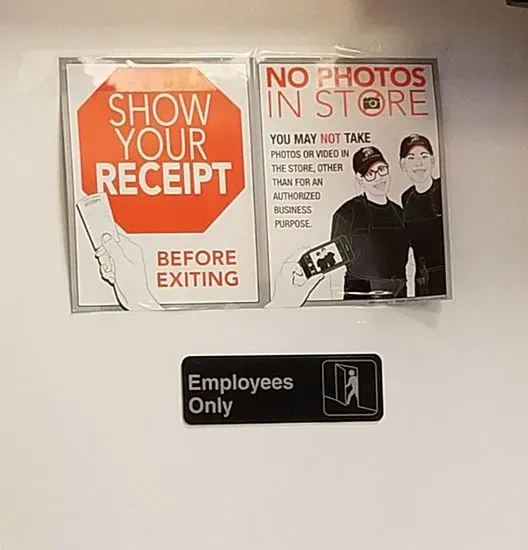 SHOW
YOUR
RECEIPT
BEFORE
EXITING
NO PHOTOS
IN STORE
YOU MAY NOT TAKE
PHOTOS OR VIDEO IN
THE STORE, OTHER
THAN FOR AN
AUTHORIZED
BUSINESS
PURPOSE.
Employees
Only